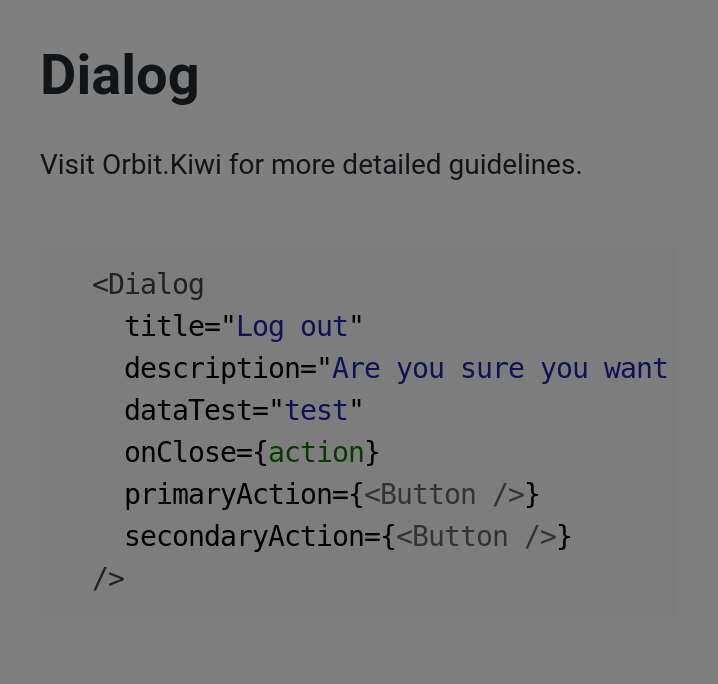 Dialog
Visit Orbit.Kiwi for more detailed guidelines.
<Dialog
  title="Log out"
  description="Are you sure you want
  dataTest="test"
  onClose={action}
  primaryAction={<Button />}
  secondaryAction={<Button />}
/>